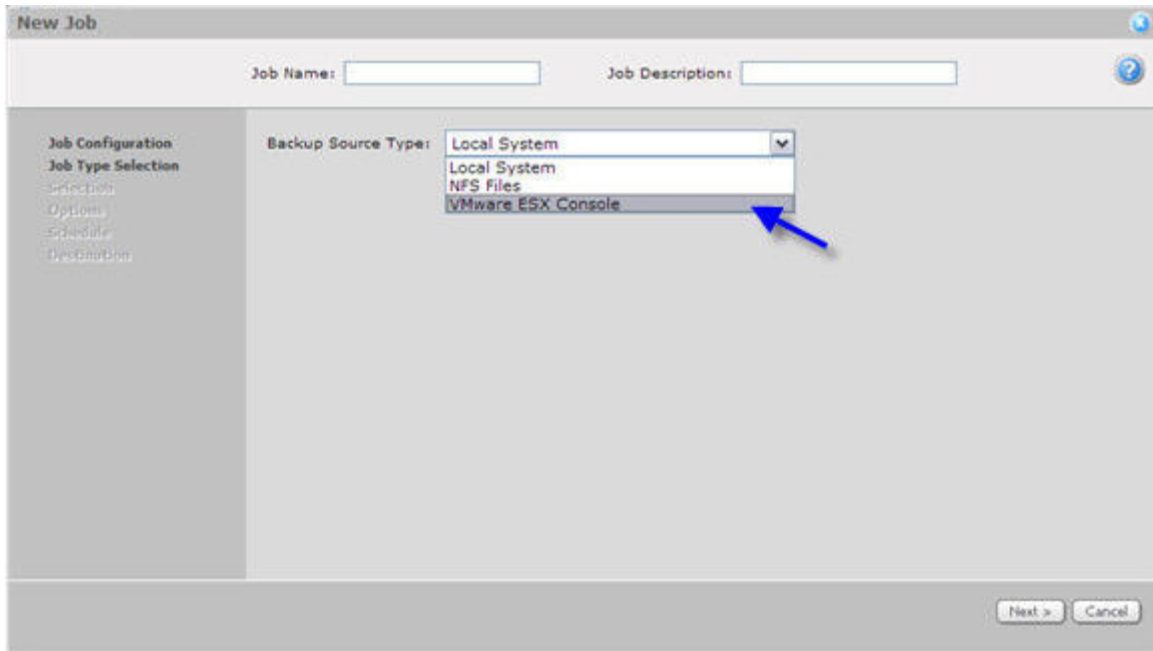 New Job
Job Name:
Job Description:
?
Job Configuration
Job Type Selection
Selection
Options
Schedule
Destination
Backup Source Type:
Local System
Local System
NFS Files
VMware ESX Console
Next >
Cancel